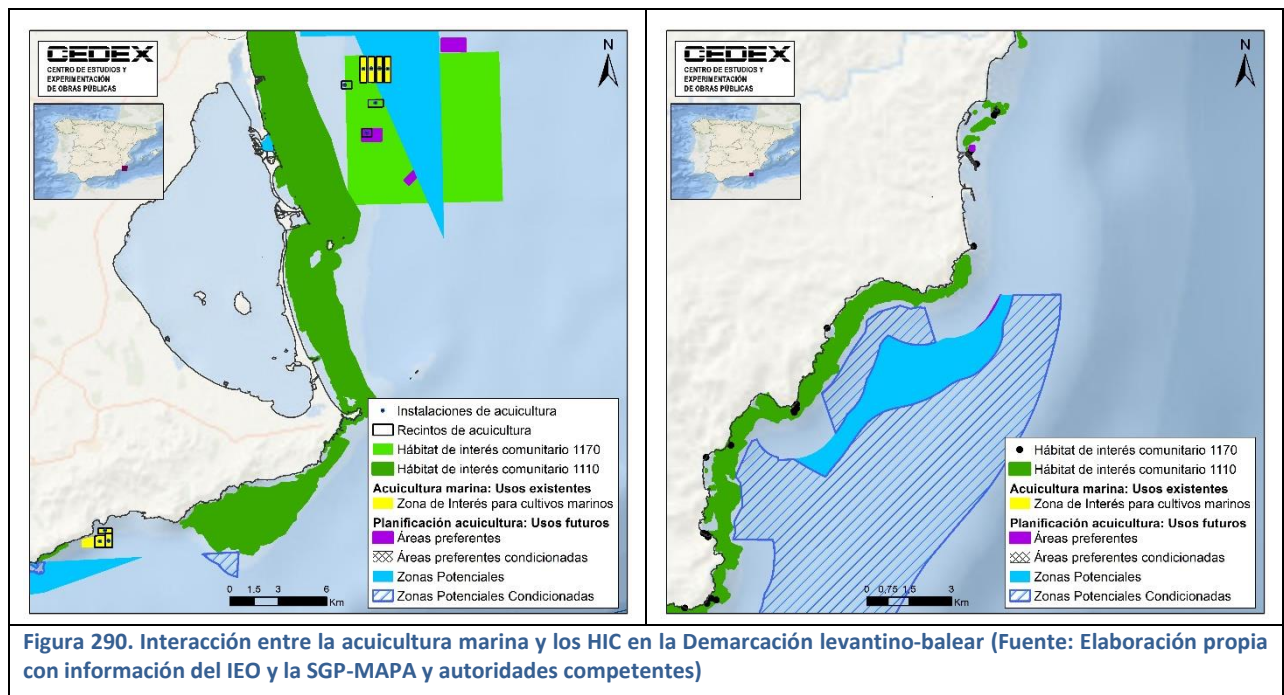 CEDEX
CENTRO DE ESTUDIOS Y
EXPERIMENTACIÓN
DE OBRAS PÚBLICAS
N
Instalaciones de acuicultura
Recintos de acuicultura
Hábitat de interés comunitario 1170
Hábitat de interés comunitario 1110
Acuicultura marina: Usos existentes
Zona de Interés para cultivos marinos
Planificación acuicultura: Usos futuros
Áreas preferentes
Áreas preferentes condicionadas
Zonas Potenciales
Zonas Potenciales Condicionadas
0 1,5 3 6
Km
CEDEX
CENTRO DE ESTUDIOS Y
EXPERIMENTACIÓN
DE OBRAS PÚBLICAS
N
Hábitat de interés comunitario 1170
Hábitat de interés comunitario 1110
Acuicultura marina: Usos existentes
Zona de Interés para cultivos marinos
Planificación acuicultura: Usos futuros
Áreas preferentes
Áreas preferentes condicionadas
Zonas Potenciales
Zonas Potenciales Condicionadas
0 0,75 1,5 3
Km
Figura 290. Interacción entre la acuicultura marina y los HIC en la Demarcación levantino-balear (Fuente: Elaboración propia
con información del IEO y la SGP-MAPA y autoridades competentes)